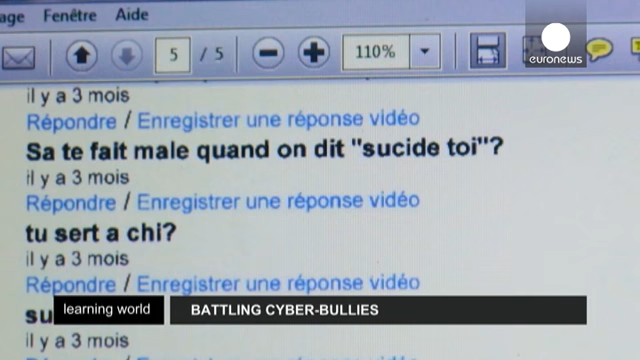 age Fenêtre Aide
5 / 5 110%
euronews
il y a 3 mois
Répondre / Enregistrer une réponse vidéo
Sa te fait male quand on dit "sucide toi"?
il y a 3 mois
Répondre / Enregistrer une réponse vidéo
tu sert a chi?
il y a 3 mois
Répondre / Enregistrer une réponse vidéo
su
learning world BATTLING CYBER-BULLIES
il y a 3 mois